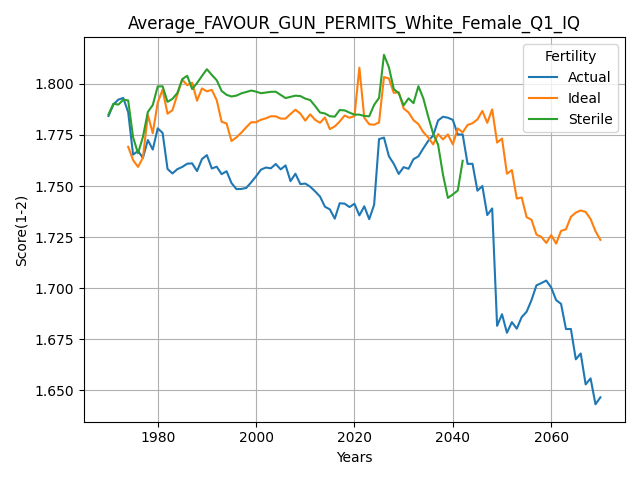 Average_FAVOUR_GUN_PERMITS_White_Female_Q1_IQ
Fertility
Actual
Ideal
Sterile
Score(1-2)
1.800
1.775
1.750
1.725
1.700
1.675
1.650
1980
2000
2020
2040
2060
Years